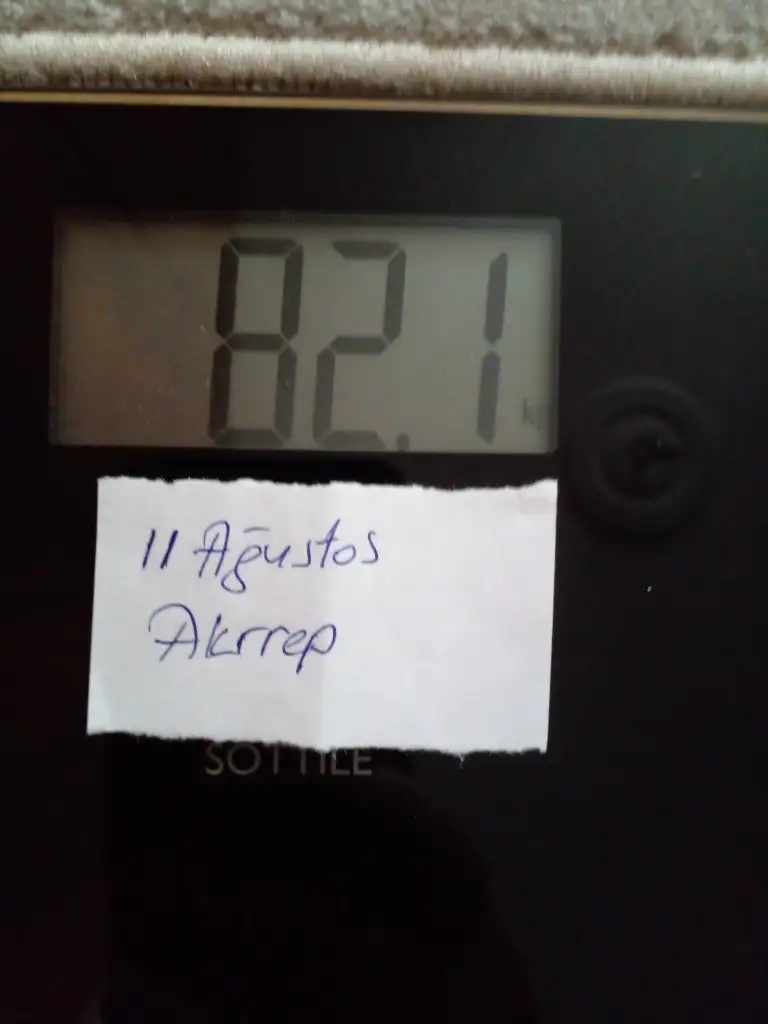 82.1 kg
11 Ağustos
Akrrep
SOTTILE